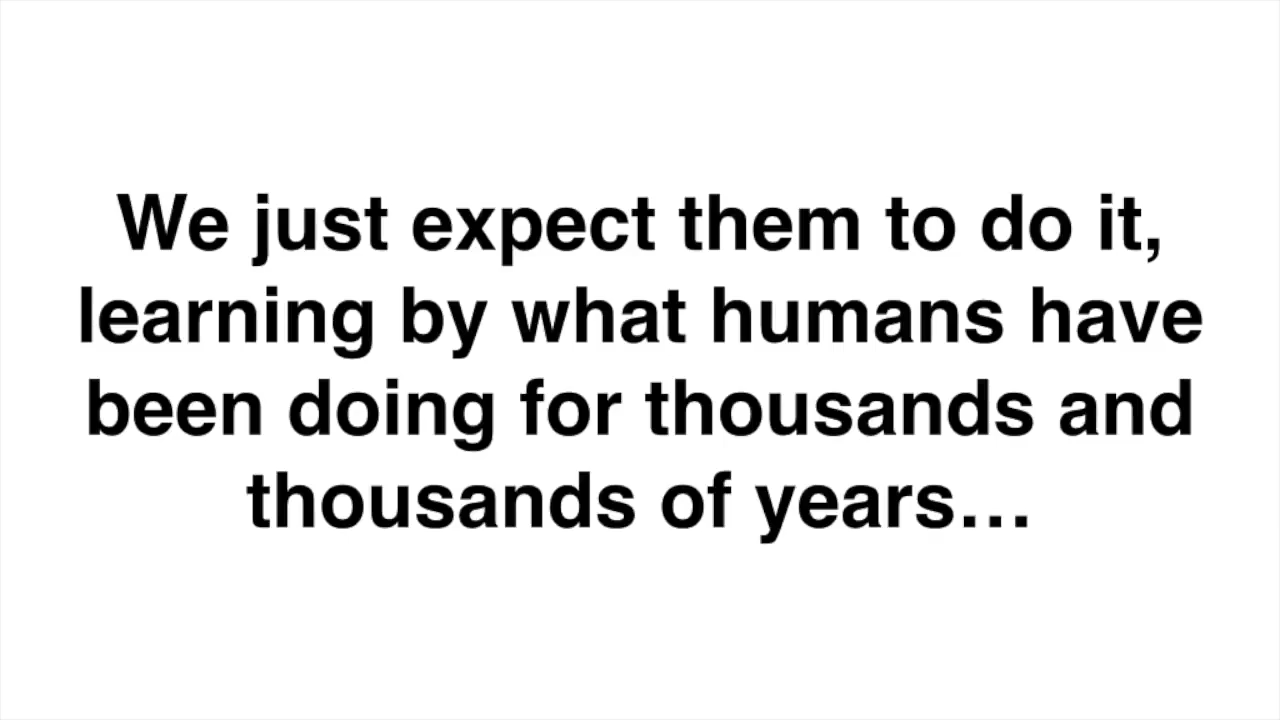 We just expect them to do it,
learning by what humans have
been doing for thousands and
thousands of years…